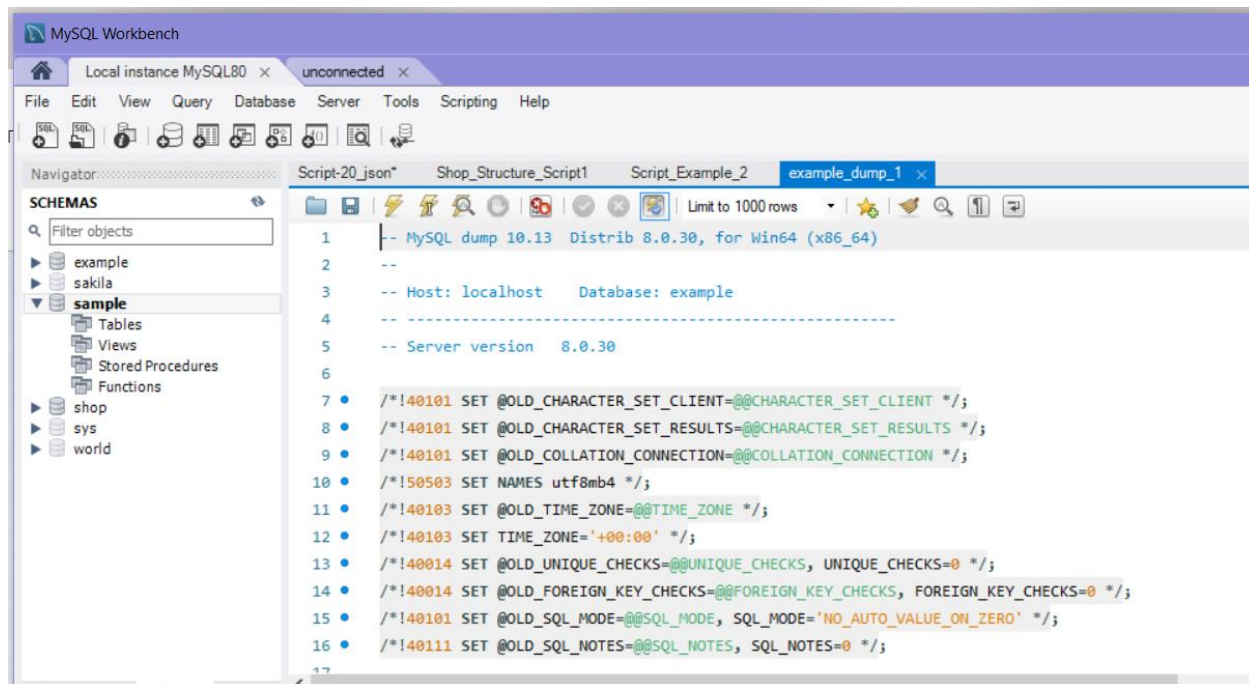 MySQL Workbench
Local instance MySQL80 × unconnected ×
File Edit View Query Database Server Tools Scripting Help
Navigator Script-20_json* Shop_Structure_Script1 Script_Example_2 example_dump_1 ×
SCHEMAS
Limit to 1000 rows
Filter objects
example
sakila
sample
Tables
Views
Stored Procedures
Functions
shop
sys
world
1 -- MySQL dump 10.13  Distrib 8.0.30, for Win64 (x86_64)
2 --
3 -- Host: localhost    Database: example
4 -- ------------------------------------------------------
5 -- Server version   8.0.30
6
7 /*!40101 SET @OLD_CHARACTER_SET_CLIENT=@@CHARACTER_SET_CLIENT */;
8 /*!40101 SET @OLD_CHARACTER_SET_RESULTS=@@CHARACTER_SET_RESULTS */;
9 /*!40101 SET @OLD_COLLATION_CONNECTION=@@COLLATION_CONNECTION */;
10 /*!50503 SET NAMES utf8mb4 */;
11 /*!40103 SET @OLD_TIME_ZONE=@@TIME_ZONE */;
12 /*!40103 SET TIME_ZONE='+00:00' */;
13 /*!40014 SET @OLD_UNIQUE_CHECKS=@@UNIQUE_CHECKS, UNIQUE_CHECKS=0 */;
14 /*!40014 SET @OLD_FOREIGN_KEY_CHECKS=@@FOREIGN_KEY_CHECKS, FOREIGN_KEY_CHECKS=0 */;
15 /*!40101 SET @OLD_SQL_MODE=@@SQL_MODE, SQL_MODE='NO_AUTO_VALUE_ON_ZERO' */;
16 /*!40111 SET @OLD_SQL_NOTES=@@SQL_NOTES, SQL_NOTES=0 */;
17